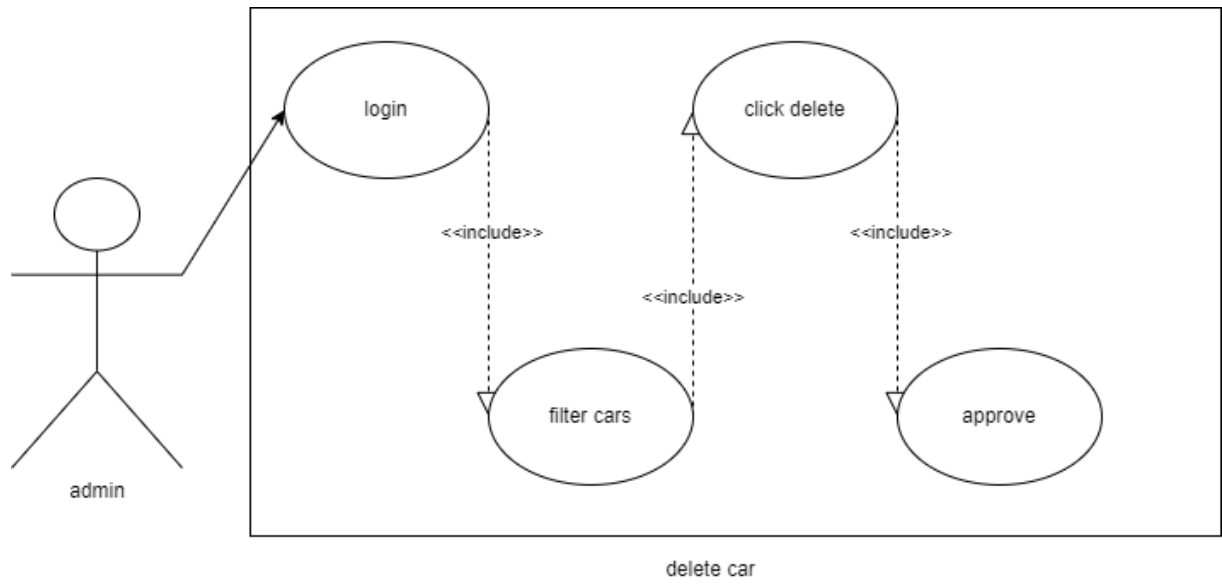 login
click delete
<<include>>
<<include>>
<<include>>
filter cars
approve
admin
delete car